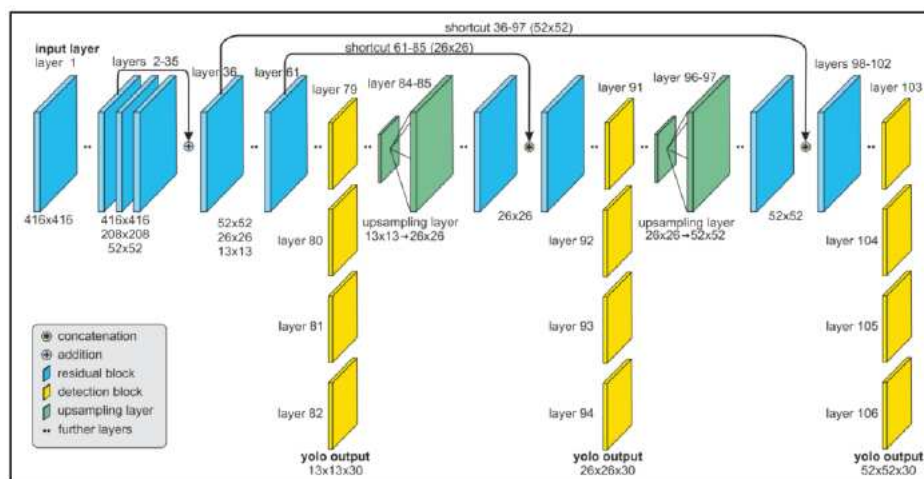 shortcut 36-97 (52x52)
shortcut 61-85 (26x26)
input layer
layer 1
layers 2-35
layer 36
layer 61
layer 79
layer 84-85
layer 91
layer 96-97
layers 98-102
layer 103
416x416
416x416
208x208
52x52
52x52
26x26
13x13
upsampling layer
13x13→26x26
26x26
upsampling layer
26x26→52x52
52x52
layer 80
layer 92
layer 104
layer 81
layer 93
layer 105
layer 82
layer 94
layer 106
concatenation
addition
residual block
detection block
upsampling layer
further layers
yolo output
13x13x30
yolo output
26x26x30
yolo output
52x52x30